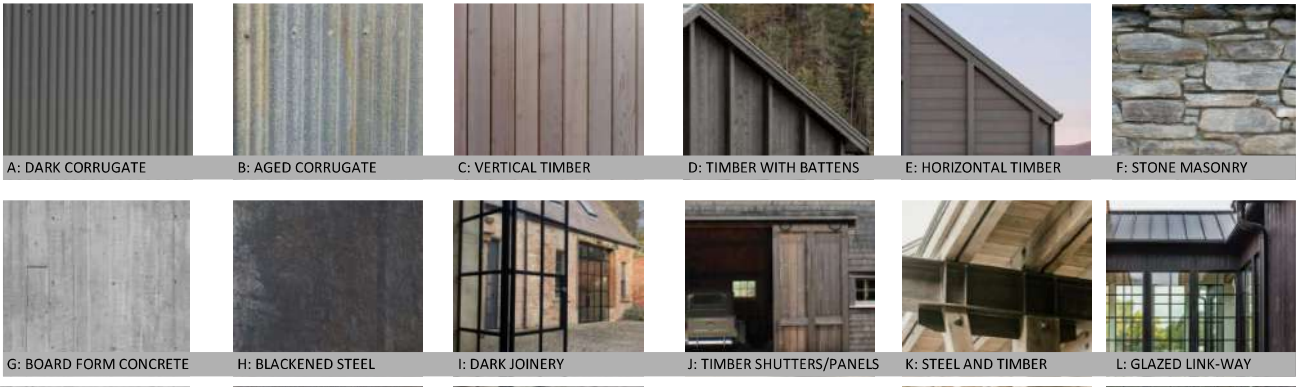 A: DARK CORRUGATE
B: AGED CORRUGATE
C: VERTICAL TIMBER
D: TIMBER WITH BATTENS
E: HORIZONTAL TIMBER
F: STONE MASONRY
G: BOARD FORM CONCRETE
H: BLACKENED STEEL
I: DARK JOINERY
J: TIMBER SHUTTERS/PANELS
K: STEEL AND TIMBER
L: GLAZED LINK-WAY